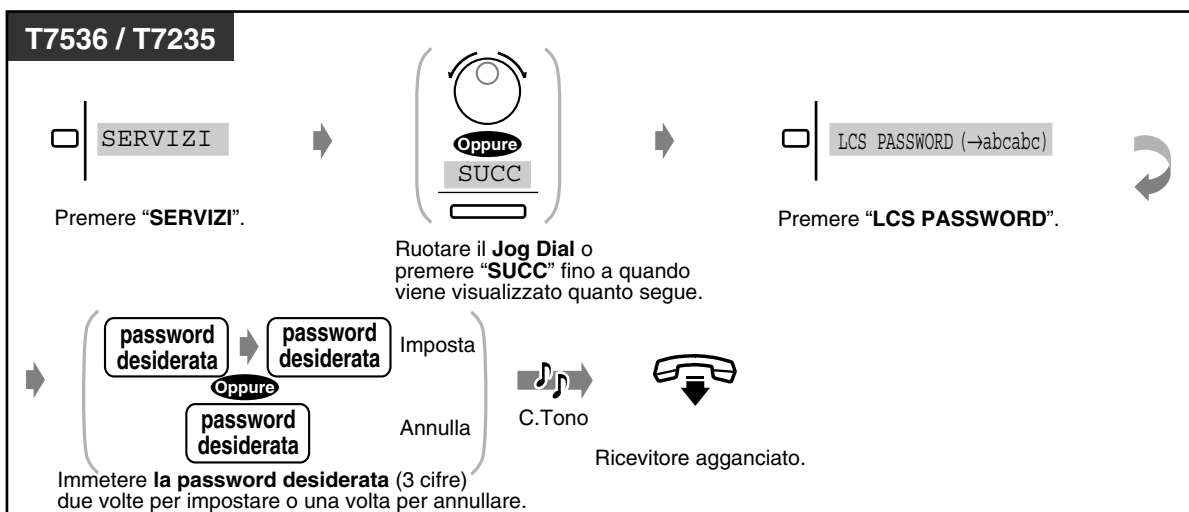 T7536 / T7235
SERVIZI
Premere “SERVIZI”.
Oppure
SUCC
Ruotare il Jog Dial o
premere “SUCC” fino a quando
viene visualizzato quanto segue.
LCS PASSWORD (→abcabc)
Premere “LCS PASSWORD”.
password
desiderata
password
desiderata
Imposta
Oppure
password
desiderata
Annulla
Immetere la password desiderata (3 cifre)
due volte per impostare o una volta per annullare.
C.Tono
Ricevitore agganciato.